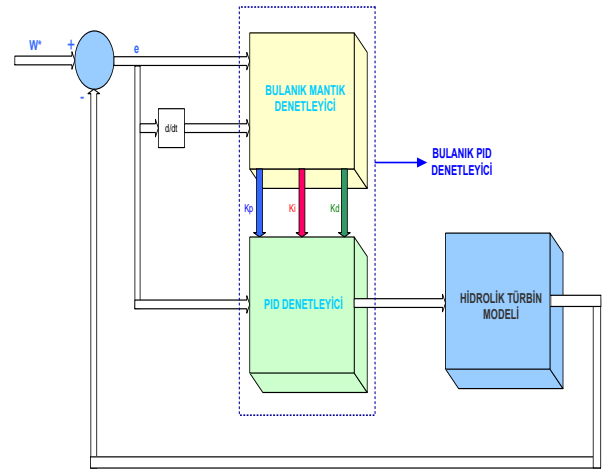 W*
+
e
-
BULANIK MANTIK
DENETLEYİCİ
d/dt
BULANIK PID
DENETLEYİCİ
Kp
Ki
Kd
PID DENETLEYİCİ
HİDROLİK TÜRBİN
MODELİ